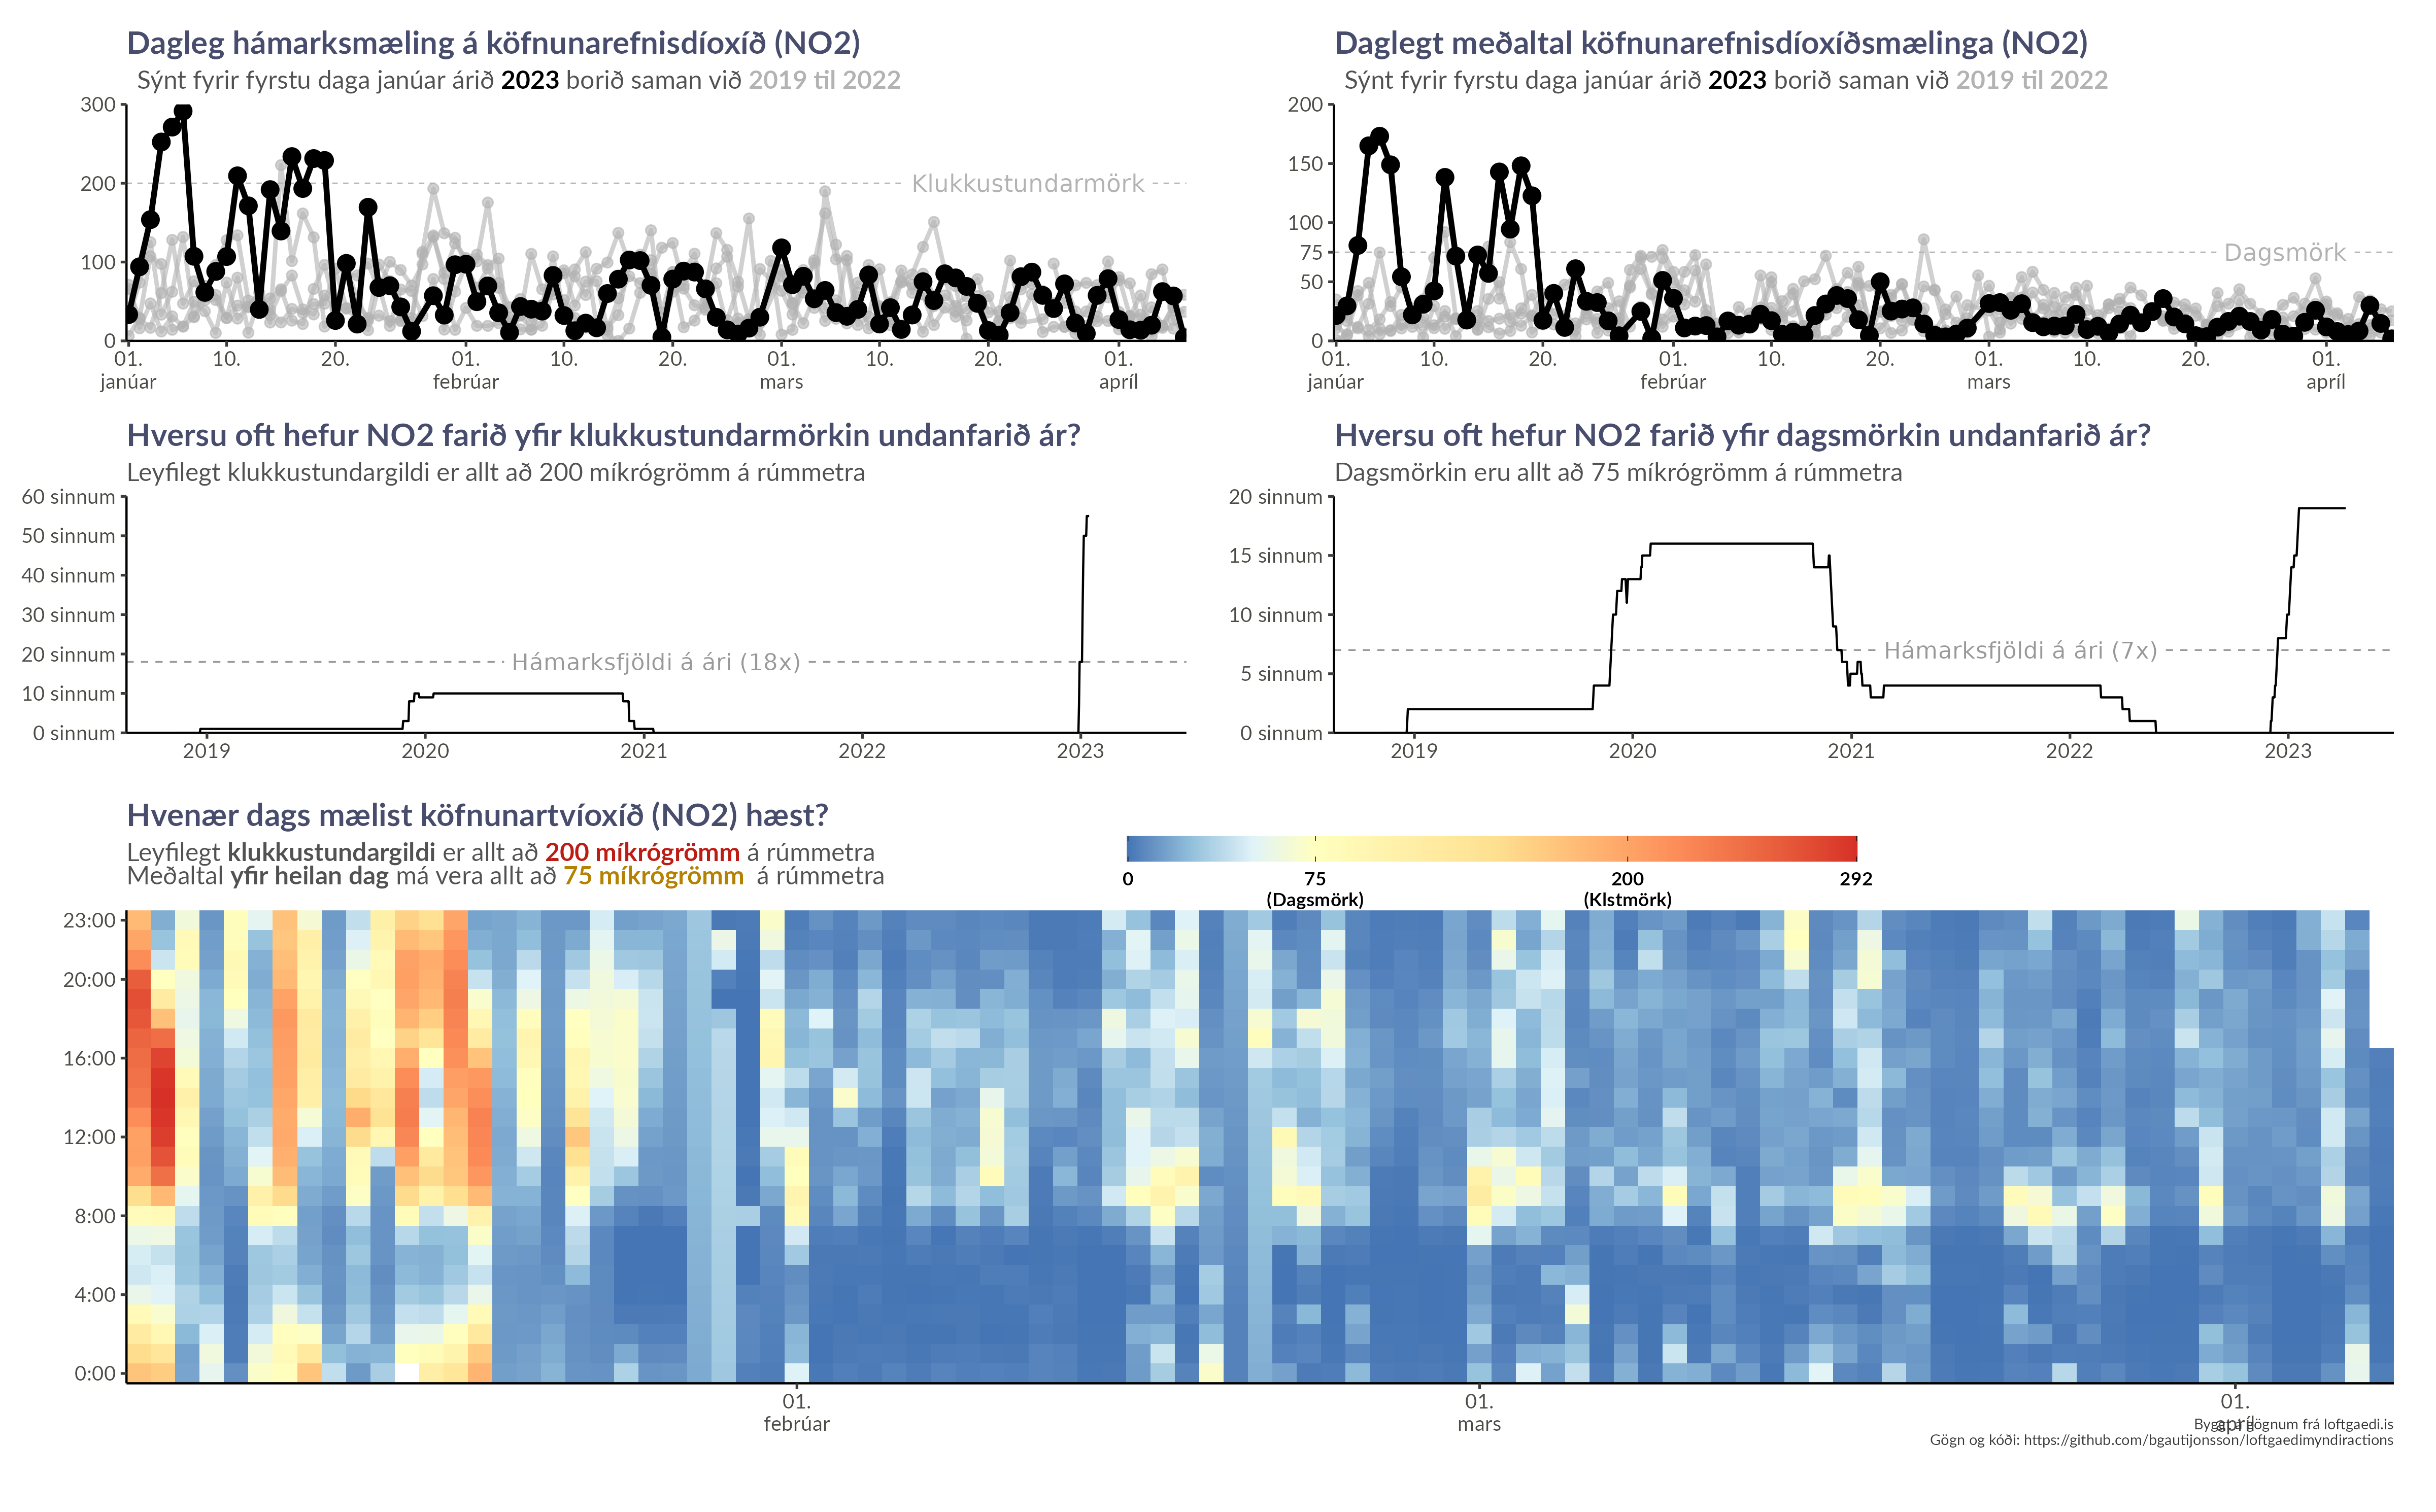 Dagleg hámarksmæling á köfnunarefnisdíoxíð (NO2)
Sýnt fyrir fyrstu daga janúar árið 2023 borið saman við 2019 til 2022
300
200
100
0
Klukkustundarmörk
01. 10. 20. 01. 10. 20. 01. 10. 20. 01.
janúar febrúar mars apríl
Daglegt meðaltal köfnunarefnisdíoxíðsmælinga (NO2)
Sýnt fyrir fyrstu daga janúar árið 2023 borið saman við 2019 til 2022
200
150
100
75
50
0
Dagsmörk
01. 10. 20. 01. 10. 20. 01. 10. 20. 01.
janúar febrúar mars apríl
Hversu oft hefur NO2 farið yfir klukkustundarmörkin undanfarið ár?
Leyfilegt klukkustundargildi er allt að 200 míkrógrömm á rúmmetra
60 sinnum
50 sinnum
40 sinnum
30 sinnum
20 sinnum
10 sinnum
0 sinnum
Hámarksfjöldi á ári (18x)
2019 2020 2021 2022 2023
Hversu oft hefur NO2 farið yfir dagsmörkin undanfarið ár?
Dagsmörkin eru allt að 75 míkrógrömm á rúmmetra
20 sinnum
15 sinnum
10 sinnum
5 sinnum
0 sinnum
Hámarksfjöldi á ári (7x)
2019 2020 2021 2022 2023
Hvenær dags mælist köfnunartvíoxíð (NO2) hæst?
Leyfilegt klukkustundargildi er allt að 200 míkrógrömm á rúmmetra
Meðaltal yfir heilan dag má vera allt að 75 míkrógrömm á rúmmetra
0 75 200 292
(Dagsmörk) (Klstmörk)
23:00
20:00
16:00
12:00
8:00
4:00
0:00
01. 01. 01.
febrúar mars apríl
Byggt á gögnum frá loftgaedi.is
Gögn og kóði: https://github.com/bgautijonsson/loftgaedimyndiractions